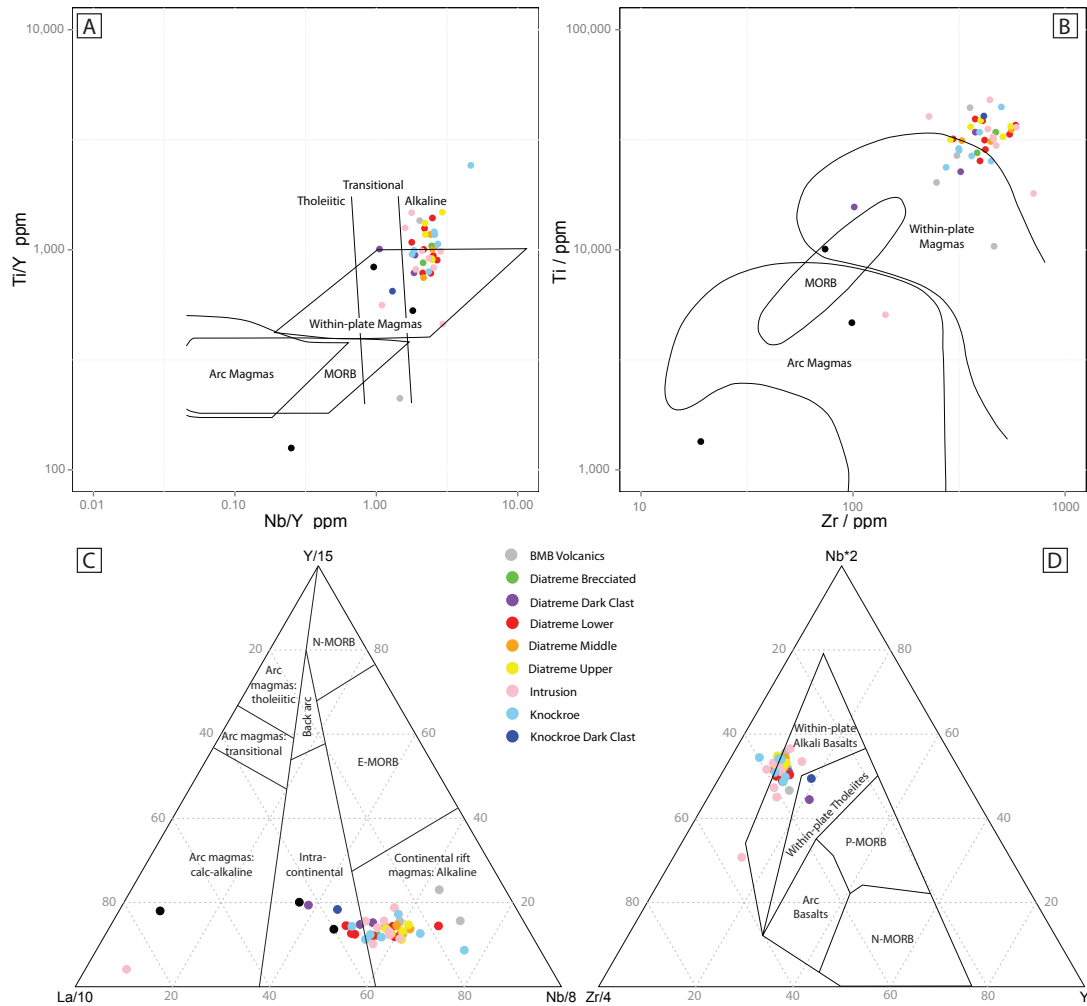 A
10,000
1,000
100
Ti/Y ppm
Transitional
Tholeiitic
Alkaline
Within-plate Magmas
Arc Magmas
MORB
0.01
0.10
1.00
10.00
Nb/Y ppm
B
100,000
10,000
1,000
Ti / ppm
Within-plate
Magmas
MORB
Arc Magmas
10
100
1000
Zr / ppm
C
Y/15
N-MORB
20
80
Arc
magmas:
tholeiitic
Back arc
40
60
Arc magmas:
transitional
E-MORB
60
40
Arc magmas:
calc-alkaline
Intra-
continental
Continental rift
magmas: Alkaline
80
20
La/10
20
40
60
80
Nb/8
BMB Volcanics
Diatreme Brecciated
Diatreme Dark Clast
Diatreme Lower
Diatreme Middle
Diatreme Upper
Intrusion
Knockroe
Knockroe Dark Clast
D
Nb*2
20
80
40
60
Within-plate
Alkali Basalts
Within-plate Tholeiites
60
40
P-MORB
Arc
Basalts
80
20
N-MORB
Zr/4
20
40
60
80
Y